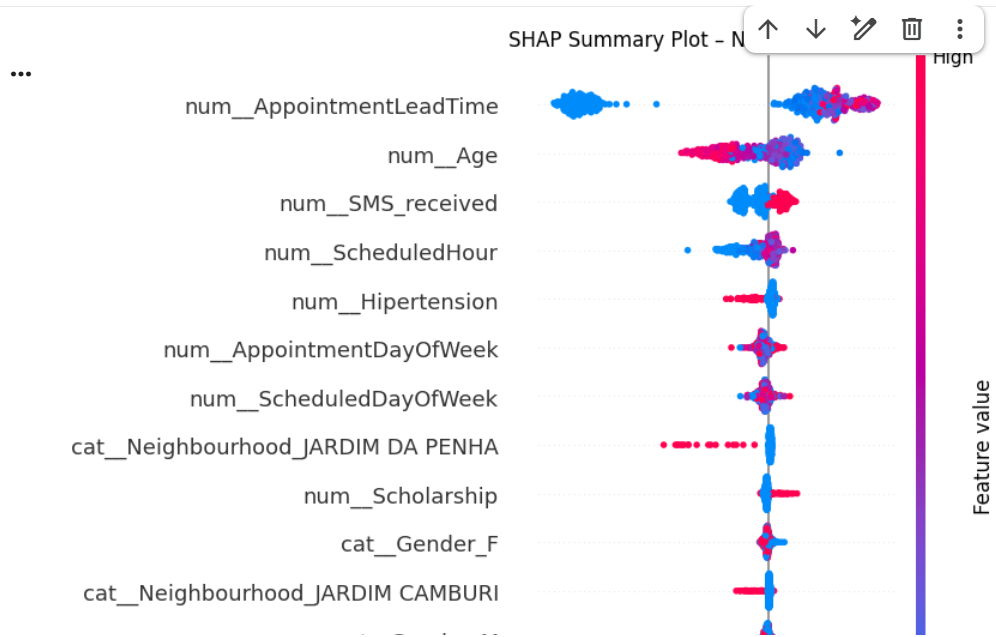 SHAP Summary Plot – N
High
...
num__AppointmentLeadTime
num__Age
num__SMS_received
num__ScheduledHour
num__Hipertension
num__AppointmentDayOfWeek
num__ScheduledDayOfWeek
cat__Neighbourhood_JARDIM DA PENHA
num__Scholarship
cat__Gender_F
cat__Neighbourhood_JARDIM CAMBURI
Feature value